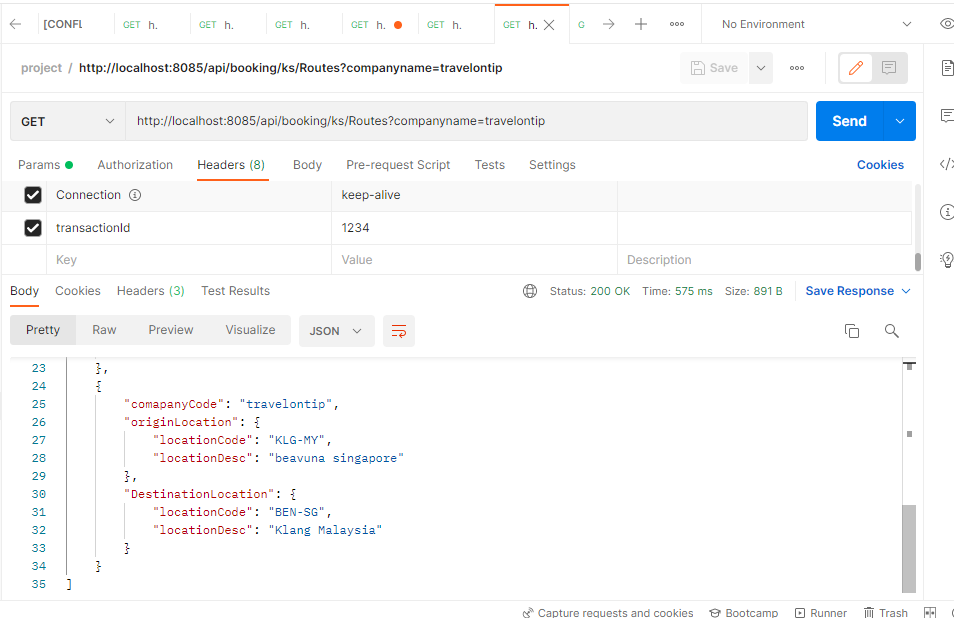 [CONFL GET h. GET h. GET h. GET h. GET h. GET h. G No Environment
project / http://localhost:8085/api/booking/ks/Routes?companyname=travelontip Save
GET http://localhost:8085/api/booking/ks/Routes?companyname=travelontip Send
Params Authorization Headers (8) Body Pre-request Script Tests Settings Cookies
Connection keep-alive
transactionId 1234
Key Value Description
Body Cookies Headers (3) Test Results Status: 200 OK Time: 575 ms Size: 891 B Save Response
Pretty Raw Preview Visualize JSON
23 },
24 {
25 "comapanyCode": "travelontip",
26 "originLocation": {
27 "locationCode": "KLG-MY",
28 "locationDesc": "beavuna singapore"
29 },
30 "DestinationLocation": {
31 "locationCode": "BEN-SG",
32 "locationDesc": "Klang Malaysia"
33 }
34 }
35 ]
Capture requests and cookies Bootcamp Runner Trash